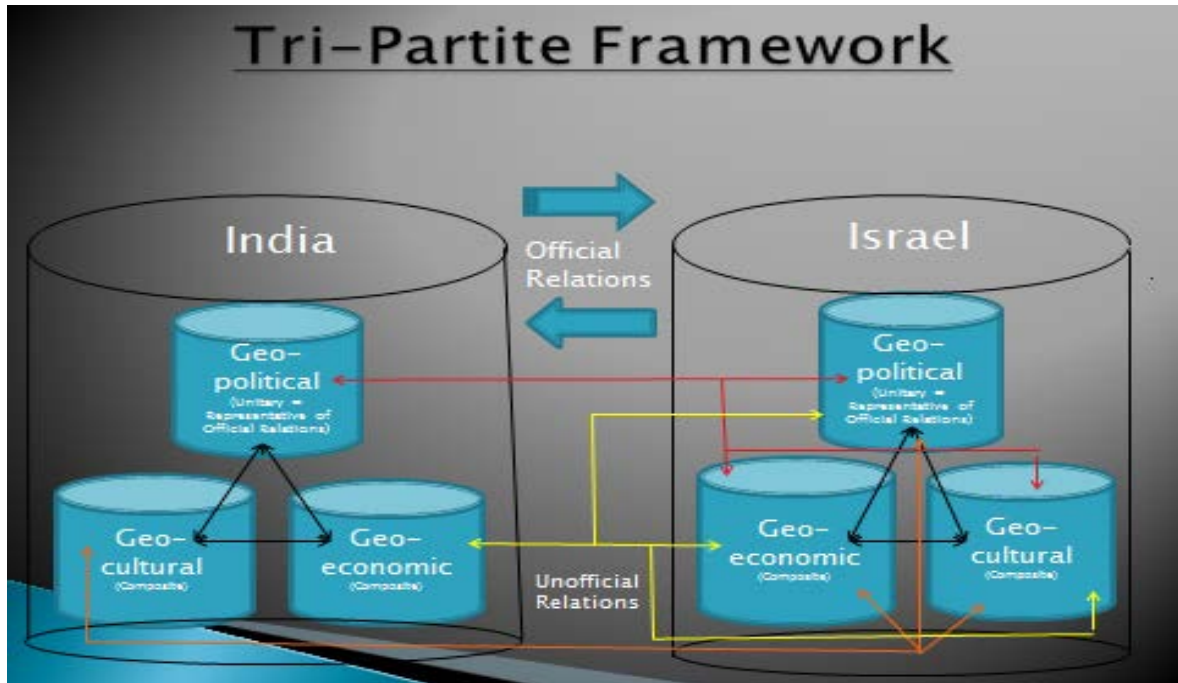 Tri-Partite Framework
India
Official
Relations
Israel
Geo-
political
(Unitary =
Representative of
Official Relations)
Geo-
political
(Unitary =
Representative of
Official Relations)
Geo-
cultural
(Composite)
Geo-
economic
(Composite)
Unofficial
Relations
Geo-
economic
(Composite)
Geo-
cultural
(Composite)